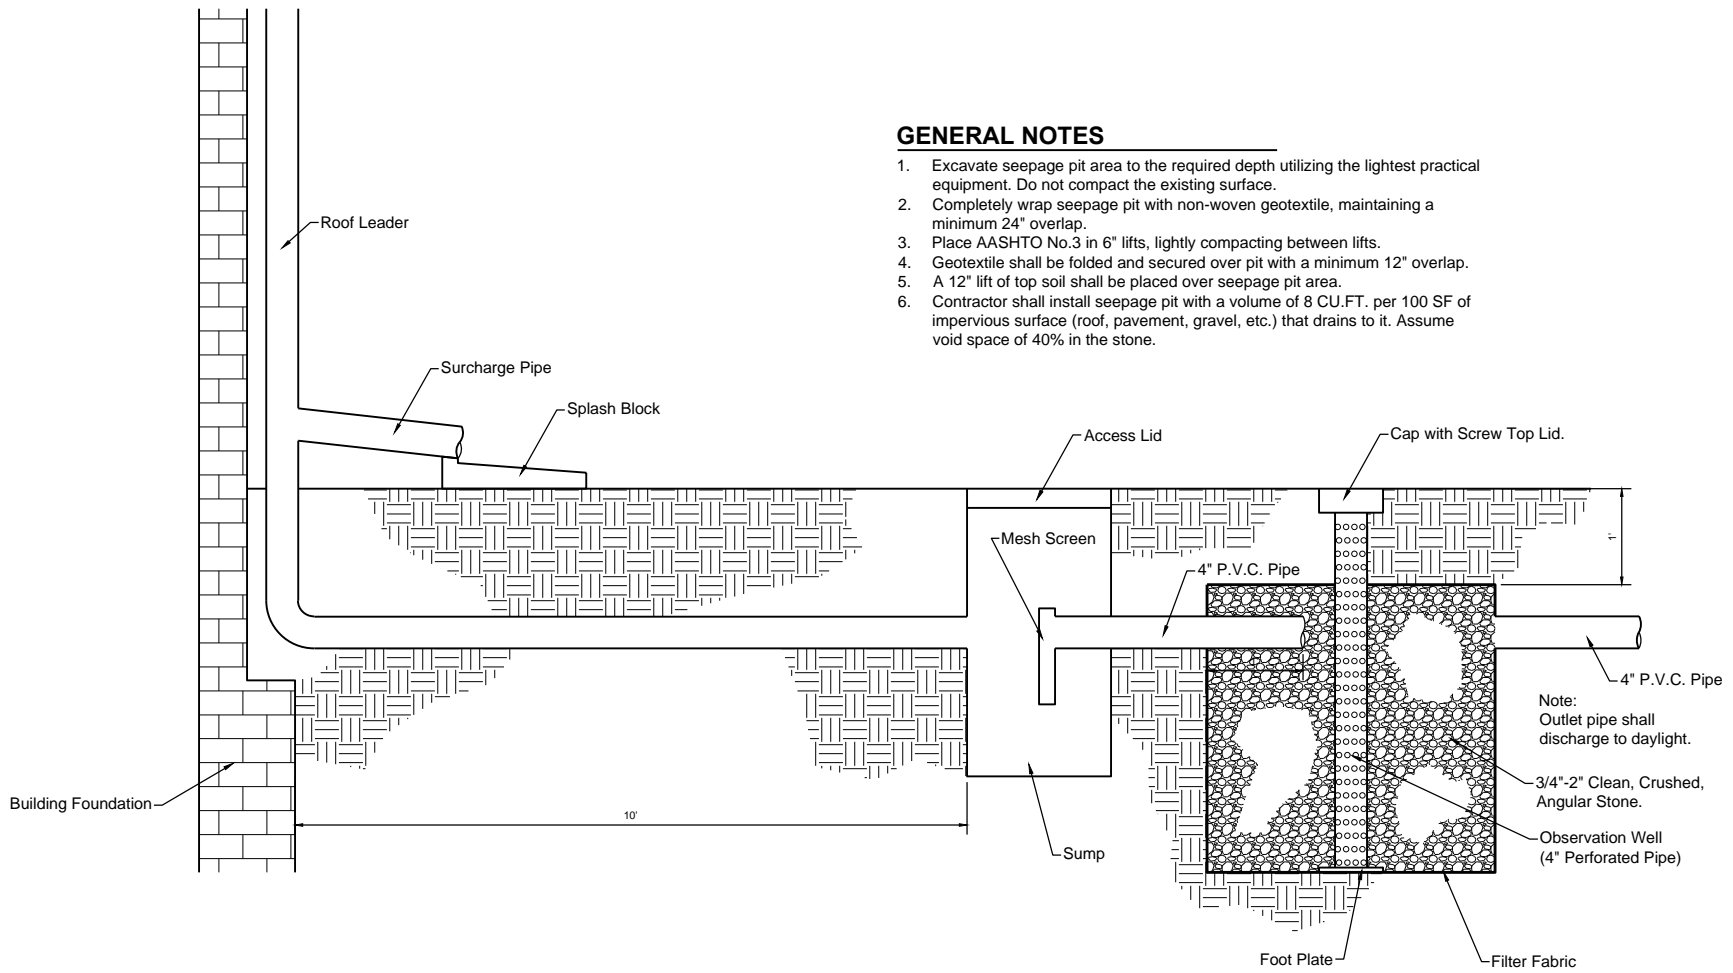 GENERAL NOTES
1. Excavate seepage pit area to the required depth utilizing the lightest practical
equipment. Do not compact the existing surface.
2. Completely wrap seepage pit with non-woven geotextile, maintaining a
minimum 24" overlap.
3. Place AASHTO No.3 in 6" lifts, lightly compacting between lifts.
4. Geotextile shall be folded and secured over pit with a minimum 12" overlap.
5. A 12" lift of top soil shall be placed over seepage pit area.
6. Contractor shall install seepage pit with a volume of 8 CU.FT. per 100 SF of
impervious surface (roof, pavement, gravel, etc.) that drains to it. Assume
void space of 40% in the stone.
Roof Leader
Surcharge Pipe
Splash Block
Access Lid
Cap with Screw Top Lid.
Mesh Screen
1'
4" P.V.C. Pipe
4" P.V.C. Pipe
Note:
Outlet pipe shall
discharge to daylight.
3/4"-2" Clean, Crushed,
Angular Stone.
Building Foundation
10'
Observation Well
(4" Perforated Pipe)
Sump
Foot Plate
Filter Fabric